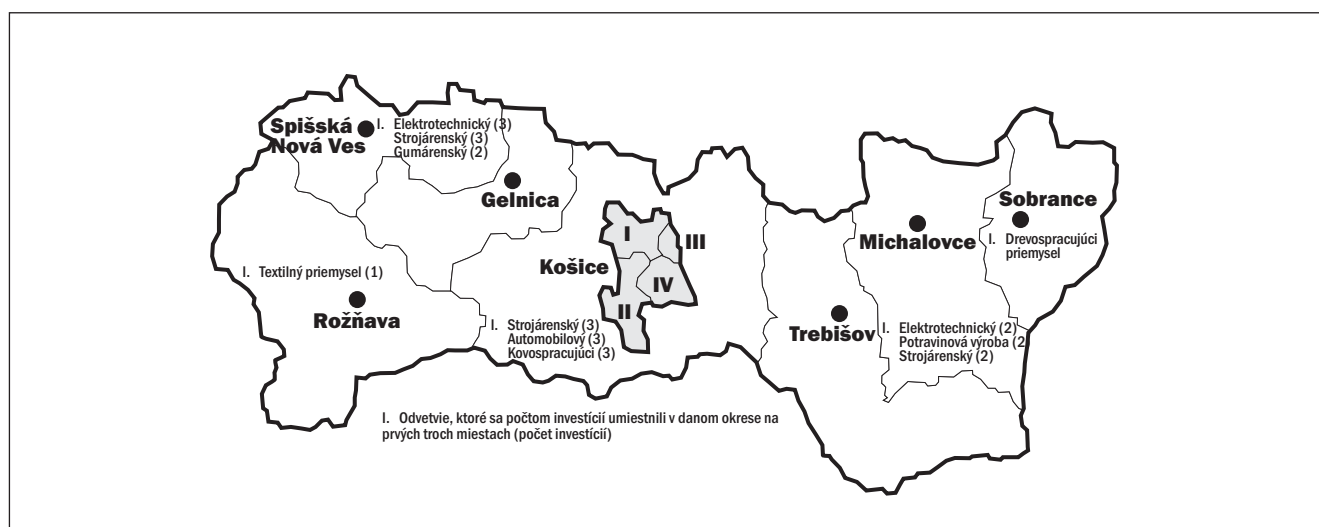 Spišská
Nová Ves
I. Elektrotechnický (3)
Strojárenský (3)
Gumárenský (2)
Gelnica
I. Textilný priemysel (1)
Rožňava
Košice
I
II
III
IV
I. Strojárenský (3)
Automobilový (3)
Kovospracujúci (3)
Trebišov
Michalovce
I. Elektrotechnický (2)
Potravinová výroba (2
Strojárenský (2)
Sobrance
I. Drevospracujúci
priemysel
I. Odvetvie, ktoré sa počtom investícií umiestnili v danom okrese na
prvých troch miestach (počet investícií)